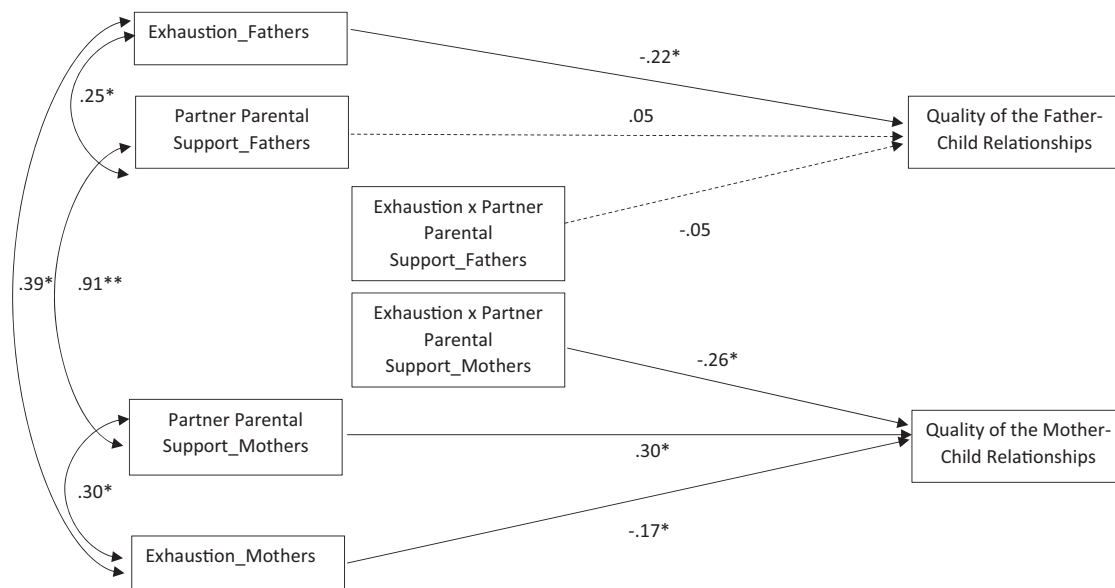 Exhaustion_Fathers
-.22*
.25*
Partner Parental
Support_Fathers
.05
Quality of the Father-
Child Relationships
Exhaustion x Partner
Parental
Support_Fathers
-.05
.39*
.91**
Exhaustion x Partner
Parental
Support_Mothers
-.26*
Partner Parental
Support_Mothers
.30*
Quality of the Mother-
Child Relationships
.30*
-.17*
Exhaustion_Mothers